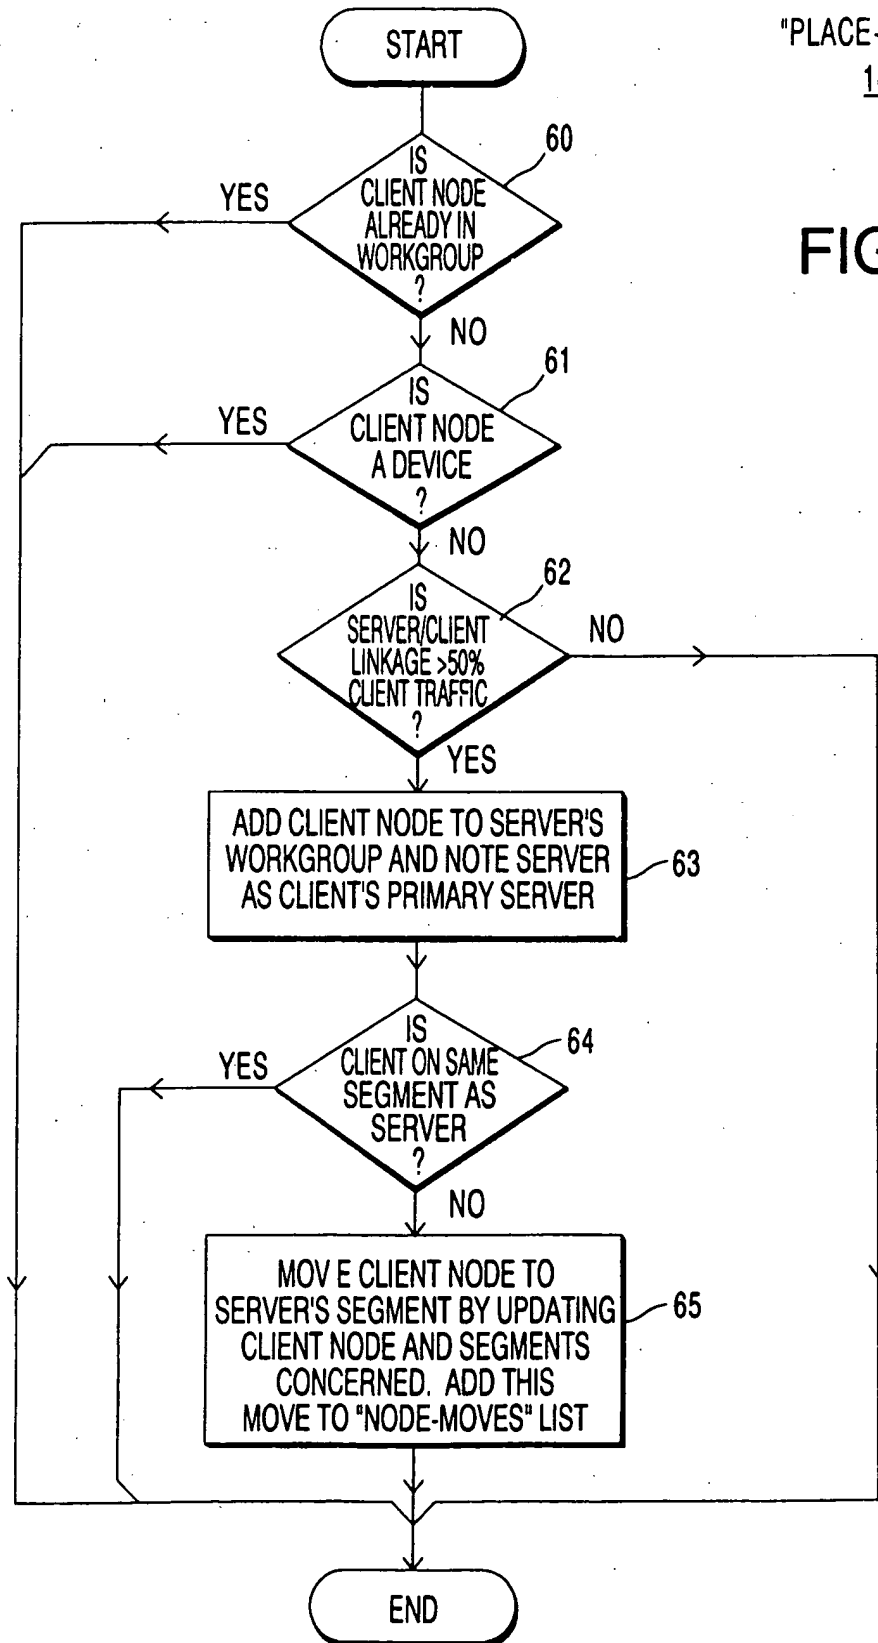 START
"PLACE-
60
IS
CLIENT NODE
ALREADY IN
WORKGROUP
?
YES
FIG
NO
61
IS
CLIENT NODE
A DEVICE
?
YES
NO
62
IS
SERVER/CLIENT
LINKAGE >50%
CLIENT TRAFFIC
?
NO
YES
ADD CLIENT NODE TO SERVER'S
WORKGROUP AND NOTE SERVER
AS CLIENT'S PRIMARY SERVER
63
IS
CLIENT ON SAME
SEGMENT AS
SERVER
?
64
YES
NO
MOV E CLIENT NODE TO
SERVER'S SEGMENT BY UPDATING
CLIENT NODE AND SEGMENTS
CONCERNED. ADD THIS
MOVE TO "NODE-MOVES" LIST
65
END